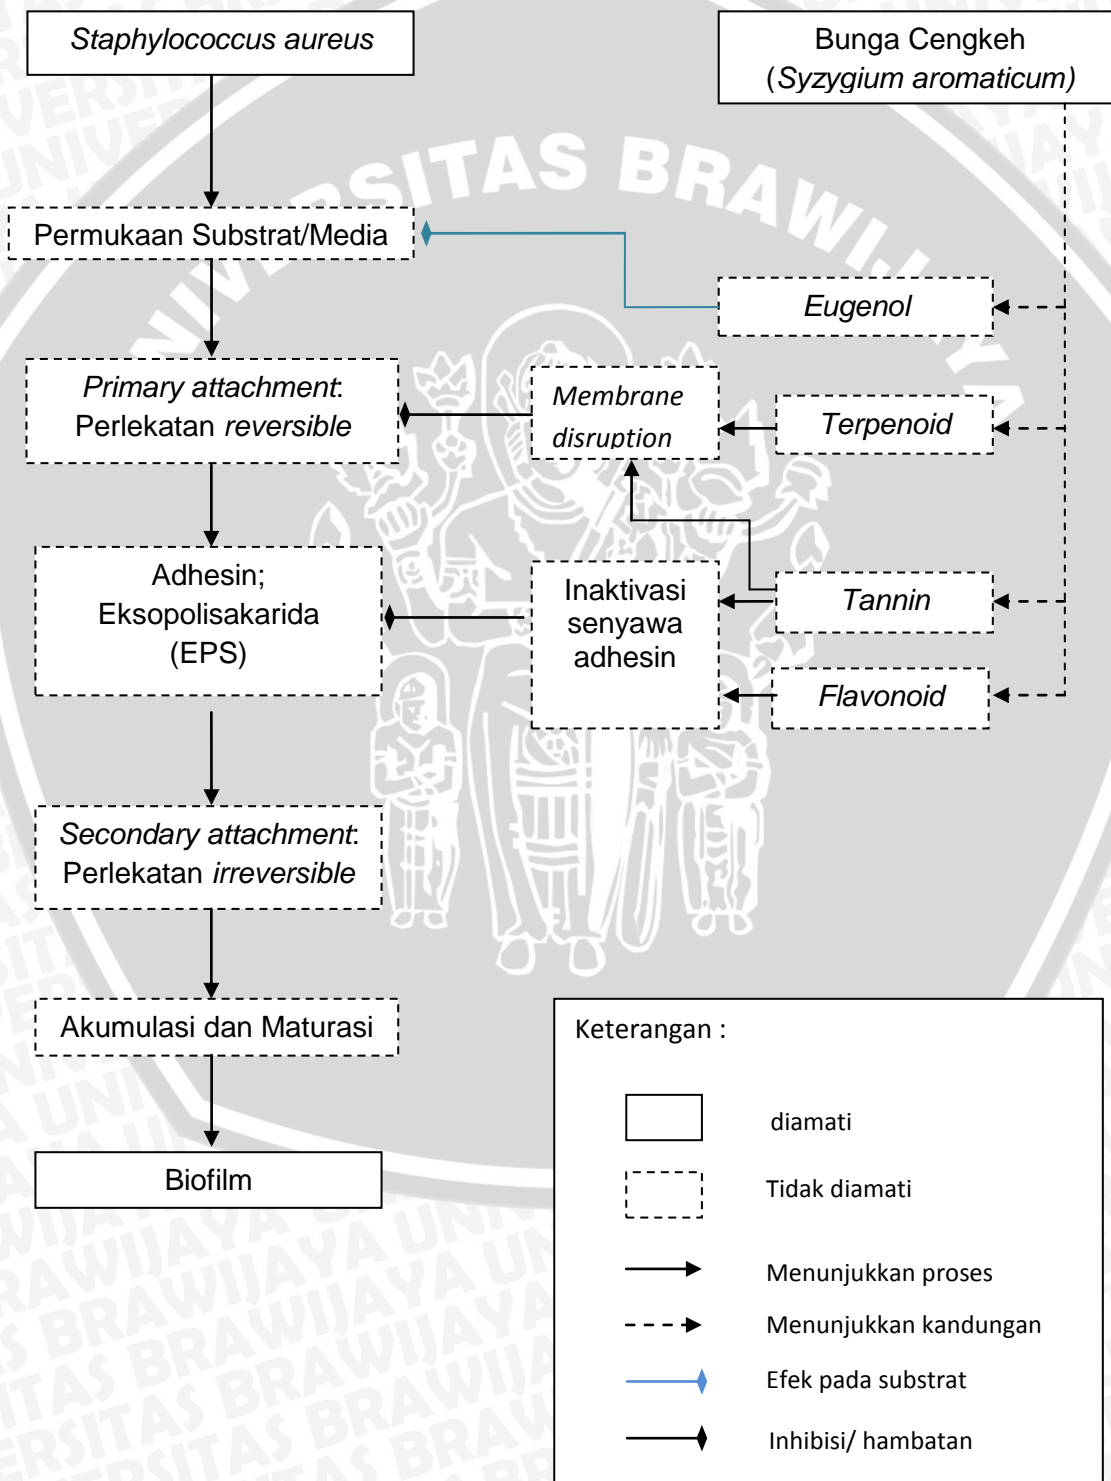 Staphylococcus aureus
Bunga Cengkeh
(Syzygium aromaticum)
UNIVERSITAS BRAWIJAYA
Permukaan Substrat/Media
Eugenol
Primary attachment:
Perlekatan reversible
Membrane
disruption
Terpenoid
Adhesin;
Eksopolisakarida
(EPS)
Inaktivasi
senyawa
adhesin
Tannin
Flavonoid
Secondary attachment:
Perlekatan irreversible
Akumulasi dan Maturasi
Biofilm
Keterangan :
diamati
Tidak diamati
Menunjukkan proses
Menunjukkan kandungan
Efek pada substrat
Inhibisi/ hambatan